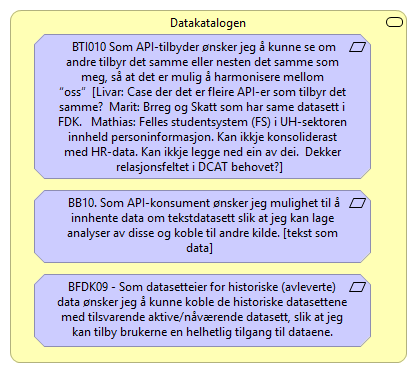 Datakatalogen
BTI010 Som API-tilbyder ønsker jeg å kunne se om
andre tilbyr det samme eller nesten det samme som
meg, så at det er mulig å harmonisere mellom
"oss" [Livar: Case der det er fleire API-er som tilbyr det
samme? Marit: Brreg og Skatt som har same datasett i
FDK. Mathias: Felles studentsystem (FS) i UH-sektoren
innheld personinformasjon. Kan ikkje konsoliderast
med HR-data. Kan ikkje legge ned ein av dei. Dekker
relasjonsfeltet i DCAT behovet?]
BB10. Som API-konsument ønsker jeg mulighet til å
innhente data om tekstdatasett slik at jeg kan lage
analyser av disse og koble til andre kilde. [tekst som
data]
BFDK09 - Som datasetteier for historiske (avleverte)
data ønsker jeg å kunne koble de historiske datasettene
med tilsvarende aktive/nåværende datasett, slik at jeg
kan tilby brukerne en helhetlig tilgang til dataene.